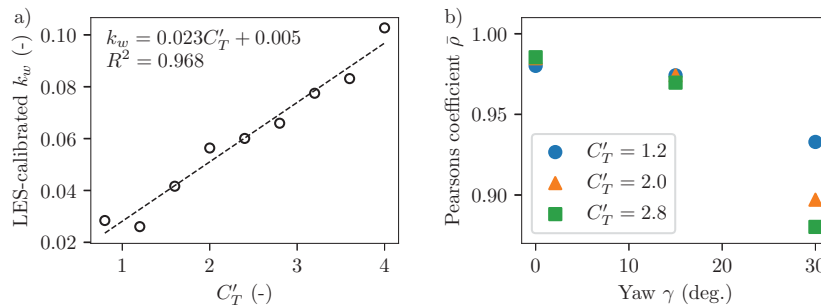 a)
k_w = 0.023C'_T + 0.005
R² = 0.968
LES-calibrated k_w (-)
0.10
0.08
0.06
0.04
0.02
1 2 3 4
C'_T (-)
b)
Pearsons coefficient ρ̄
1.00
0.95
0.90
C'_T = 1.2
C'_T = 2.0
C'_T = 2.8
0 10 20 30
Yaw γ (deg.)